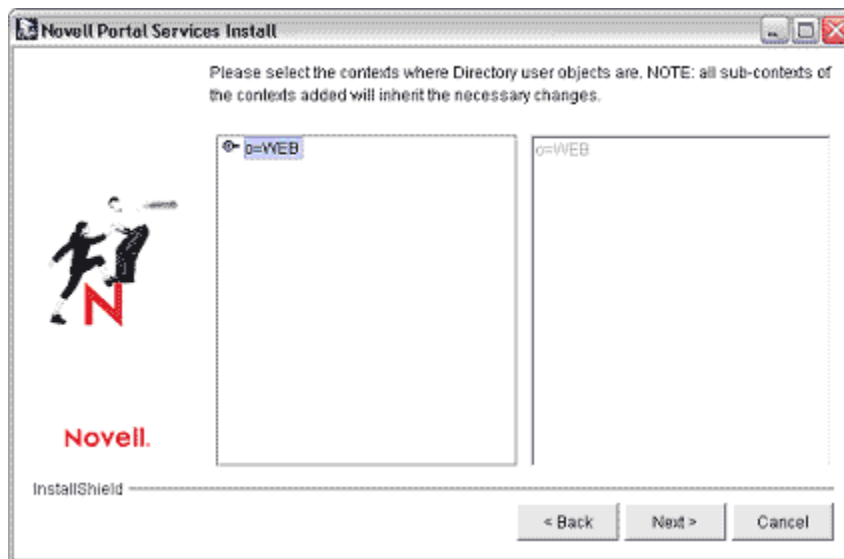 Novell Portal Services Install
Please select the contexts where Directory user objects are. NOTE: all sub-contexts of
the contexts added will inherit the necessary changes.
o=WEB
o=WEB
N
Novell.
InstallShield
< Back
Next >
Cancel